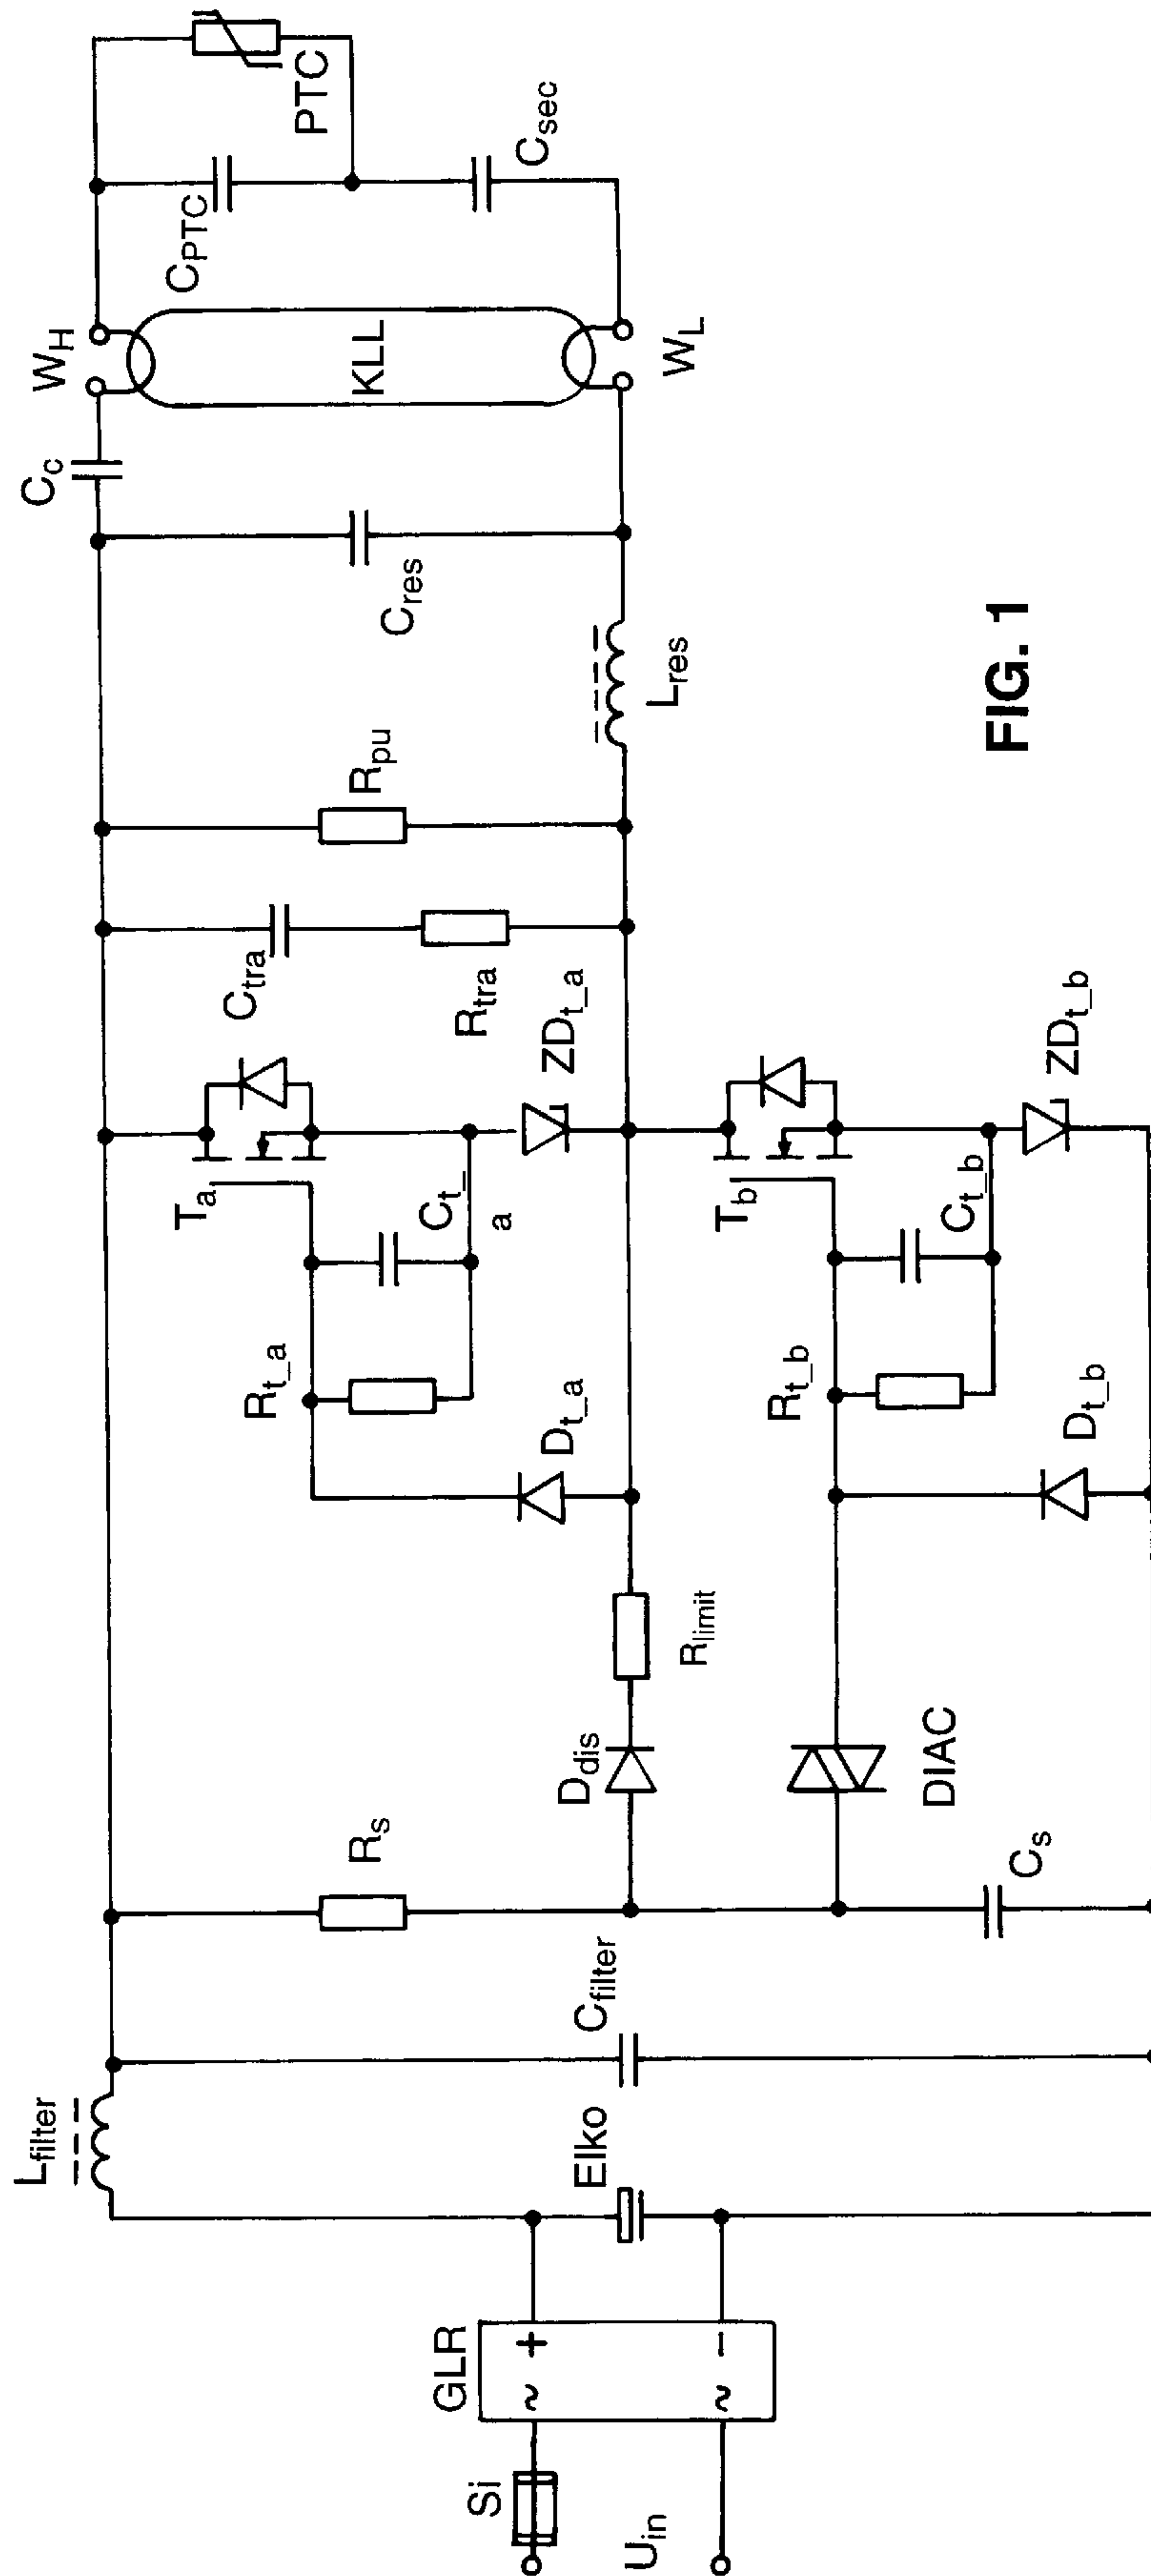 Si
U_in
GLR
~ +
~ −
Elko
L_filter
C_filter
R_s
C_s
D_dis
R_limit
DIAC
D_t_a
R_t_a
C_t_
a
T_a
ZD_t_a
D_t_b
R_t_b
C_t_b
T_b
ZD_t_b
C_tra
R_tra
R_pu
L_res
C_res
C_c
W_H
KLL
W_L
C_PTC
PTC
C_sec
FIG. 1